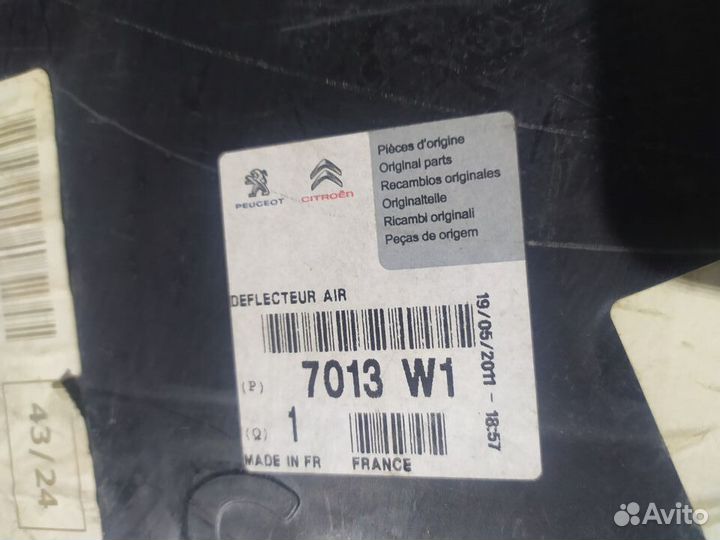 PEUGEOT
CITROËN
Pièces d'origine
Original parts
Recambios originales
Originalteile
Ricambi originali
Peças de origem
DEFLECTEUR AIR
19/05/2011 - 18:57
(P) 7013 W1
(Q) 1
MADE IN FR FRANCE
43/24
Avito